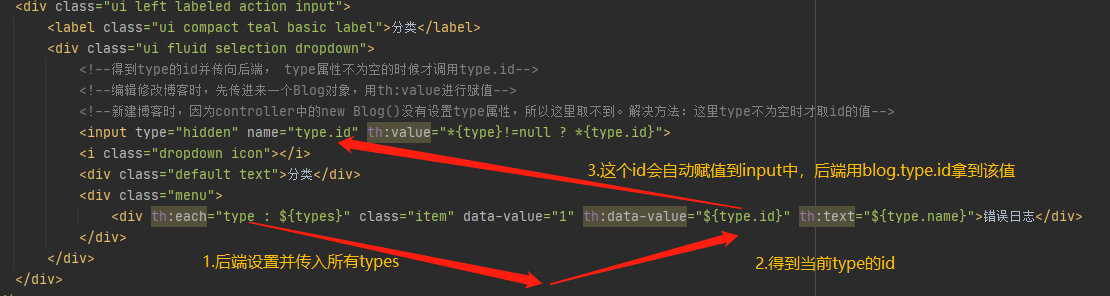 <div class="ui left labeled action input">
<label class="ui compact teal basic label">分类</label>
<div class="ui fluid selection dropdown">
<!--得到type的id并传向后端， type属性不为空的时候才调用type.id-->
<!--编辑修改博客时，先传进来一个Blog对象，用th:value进行赋值-->
<!--新建博客时，因为controller中的new Blog()没有设置type属性，所以这里取不到。解决方法：这里type不为空时才取id的值-->
<input type="hidden" name="type.id" th:value="*{type}!=null ? *{type.id}">
<i class="dropdown icon"></i>
<div class="default text">分类</div>
3.这个id会自动赋值到input中，后端用blog.type.id拿到该值
<div class="menu">
<div th:each="type : ${types}" class="item" data-value="1" th:data-value="${type.id}" th:text="${type.name}">错误日志</div>
</div>
</div>
1.后端设置并传入所有types
2.得到当前type的id
</div>